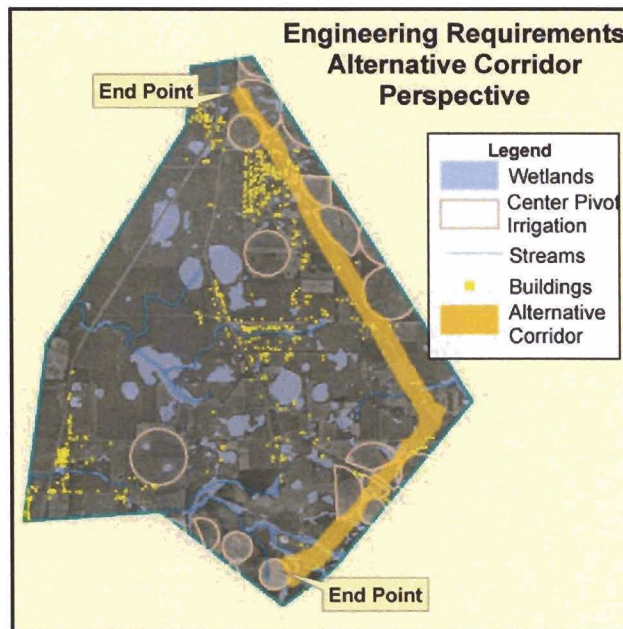 Engineering Requirements
Alternative Corridor
Perspective
End Point
Legend
Wetlands
Center Pivot
Irrigation
Streams
Buildings
Alternative
Corridor
End Point